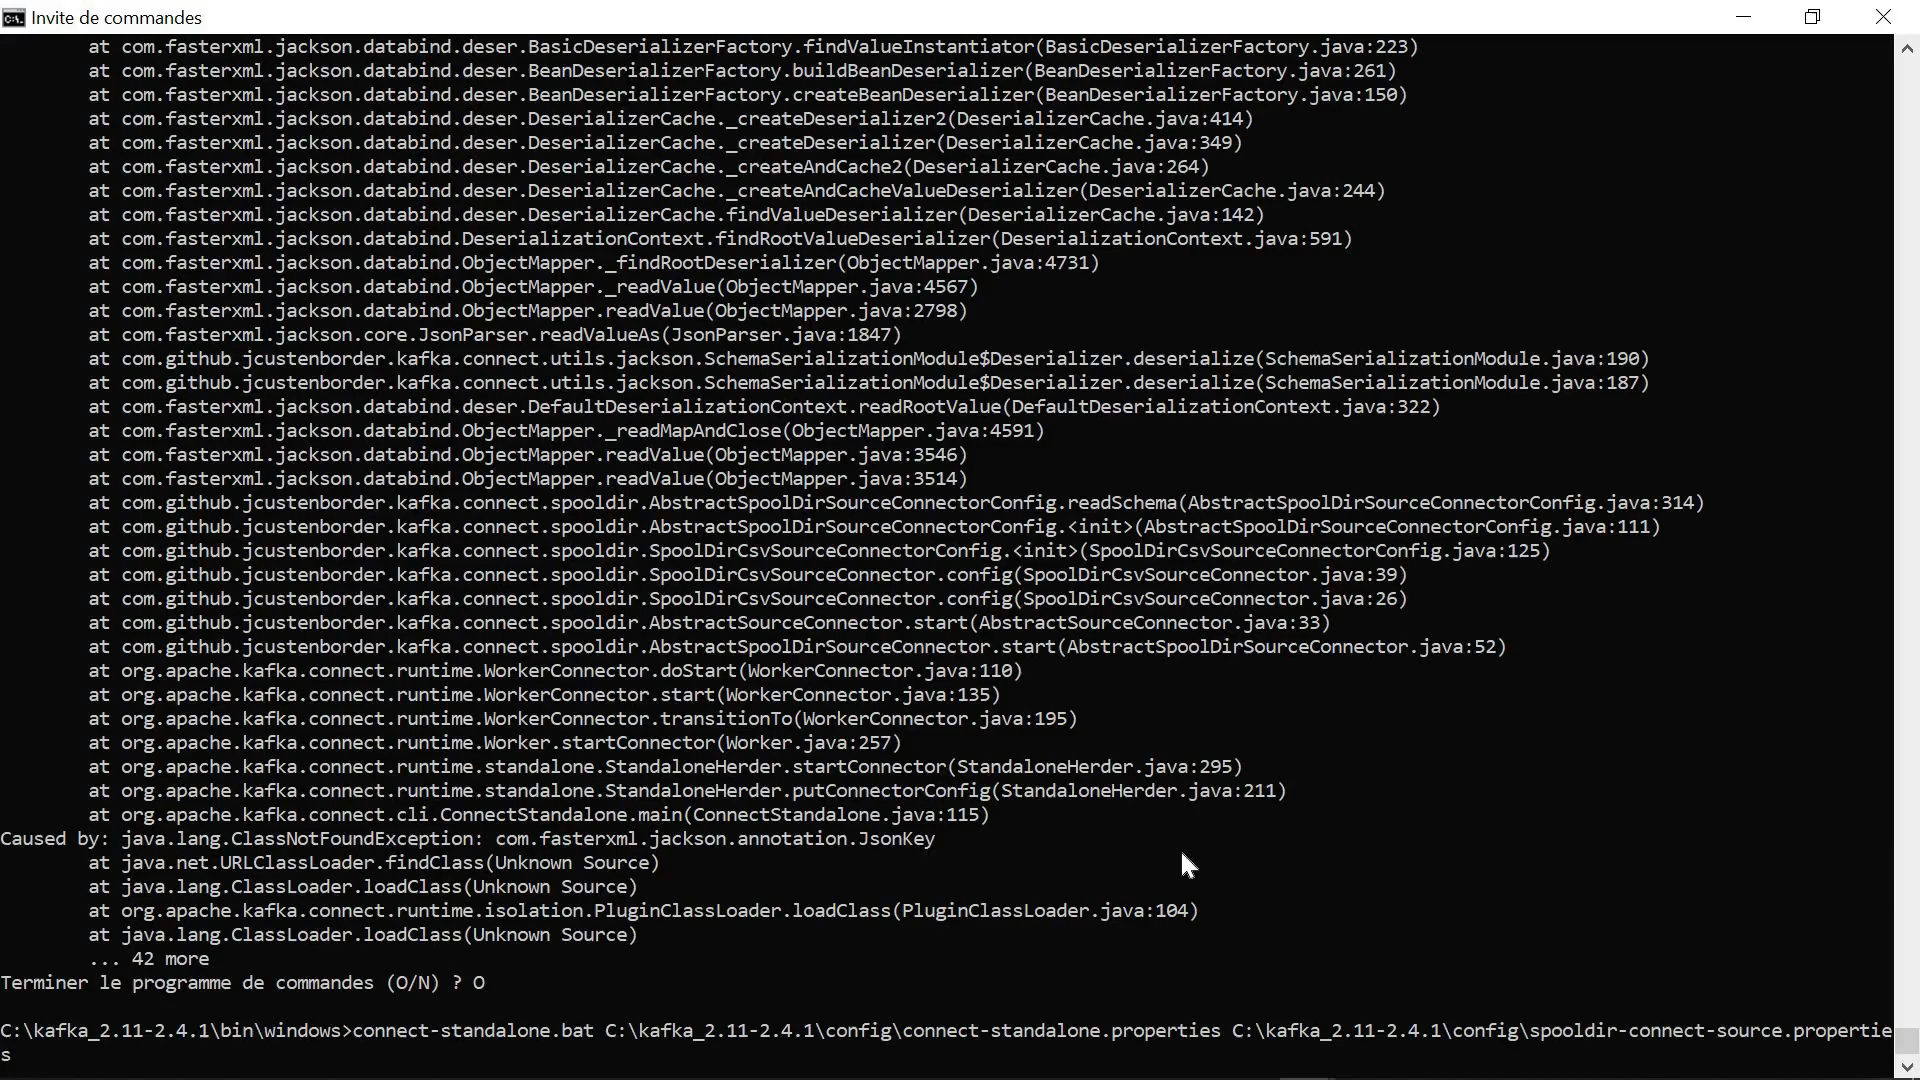 Invite de commandes
at com.fasterxml.jackson.databind.deser.BasicDeserializerFactory.findValueInstantiator(BasicDeserializerFactory.java:223)
at com.fasterxml.jackson.databind.deser.BeanDeserializerFactory.buildBeanDeserializer(BeanDeserializerFactory.java:261)
at com.fasterxml.jackson.databind.deser.BeanDeserializerFactory.createBeanDeserializer(BeanDeserializerFactory.java:150)
at com.fasterxml.jackson.databind.deser.DeserializerCache._createDeserializer2(DeserializerCache.java:414)
at com.fasterxml.jackson.databind.deser.DeserializerCache._createDeserializer(DeserializerCache.java:349)
at com.fasterxml.jackson.databind.deser.DeserializerCache._createAndCache2(DeserializerCache.java:264)
at com.fasterxml.jackson.databind.deser.DeserializerCache._createAndCacheValueDeserializer(DeserializerCache.java:244)
at com.fasterxml.jackson.databind.deser.DeserializerCache.findValueDeserializer(DeserializerCache.java:142)
at com.fasterxml.jackson.databind.DeserializationContext.findRootValueDeserializer(DeserializationContext.java:591)
at com.fasterxml.jackson.databind.ObjectMapper._findRootDeserializer(ObjectMapper.java:4731)
at com.fasterxml.jackson.databind.ObjectMapper._readValue(ObjectMapper.java:4567)
at com.fasterxml.jackson.databind.ObjectMapper.readValue(ObjectMapper.java:2798)
at com.fasterxml.jackson.core.JsonParser.readValueAs(JsonParser.java:1847)
at com.github.jcustenborder.kafka.connect.utils.jackson.SchemaSerializationModule$Deserializer.deserialize(SchemaSerializationModule.java:190)
at com.github.jcustenborder.kafka.connect.utils.jackson.SchemaSerializationModule$Deserializer.deserialize(SchemaSerializationModule.java:187)
at com.fasterxml.jackson.databind.deser.DefaultDeserializationContext.readRootValue(DefaultDeserializationContext.java:322)
at com.fasterxml.jackson.databind.ObjectMapper._readMapAndClose(ObjectMapper.java:4591)
at com.fasterxml.jackson.databind.ObjectMapper.readValue(ObjectMapper.java:3546)
at com.fasterxml.jackson.databind.ObjectMapper.readValue(ObjectMapper.java:3514)
at com.github.jcustenborder.kafka.connect.spooldir.AbstractSpoolDirSourceConnectorConfig.readSchema(AbstractSpoolDirSourceConnectorConfig.java:314)
at com.github.jcustenborder.kafka.connect.spooldir.AbstractSpoolDirSourceConnectorConfig.<init>(AbstractSpoolDirSourceConnectorConfig.java:111)
at com.github.jcustenborder.kafka.connect.spooldir.SpoolDirCsvSourceConnectorConfig.<init>(SpoolDirCsvSourceConnectorConfig.java:125)
at com.github.jcustenborder.kafka.connect.spooldir.SpoolDirCsvSourceConnector.config(SpoolDirCsvSourceConnector.java:39)
at com.github.jcustenborder.kafka.connect.spooldir.SpoolDirCsvSourceConnector.config(SpoolDirCsvSourceConnector.java:26)
at com.github.jcustenborder.kafka.connect.spooldir.AbstractSourceConnector.start(AbstractSourceConnector.java:33)
at com.github.jcustenborder.kafka.connect.spooldir.AbstractSpoolDirSourceConnector.start(AbstractSpoolDirSourceConnector.java:52)
at org.apache.kafka.connect.runtime.WorkerConnector.doStart(WorkerConnector.java:110)
at org.apache.kafka.connect.runtime.WorkerConnector.start(WorkerConnector.java:135)
at org.apache.kafka.connect.runtime.WorkerConnector.transitionTo(WorkerConnector.java:195)
at org.apache.kafka.connect.runtime.Worker.startConnector(Worker.java:257)
at org.apache.kafka.connect.runtime.standalone.StandaloneHerder.startConnector(StandaloneHerder.java:295)
at org.apache.kafka.connect.runtime.standalone.StandaloneHerder.putConnectorConfig(StandaloneHerder.java:211)
at org.apache.kafka.connect.cli.ConnectStandalone.main(ConnectStandalone.java:115)
Caused by: java.lang.ClassNotFoundException: com.fasterxml.jackson.annotation.JsonKey
at java.net.URLClassLoader.findClass(Unknown Source)
at java.lang.ClassLoader.loadClass(Unknown Source)
at org.apache.kafka.connect.runtime.isolation.PluginClassLoader.loadClass(PluginClassLoader.java:104)
at java.lang.ClassLoader.loadClass(Unknown Source)
... 42 more
Terminer le programme de commandes (O/N) ? O
C:\kafka_2.11-2.4.1\bin\windows>connect-standalone.bat C:\kafka_2.11-2.4.1\config\connect-standalone.properties C:\kafka_2.11-2.4.1\config\spooldir-connect-source.propertie
s